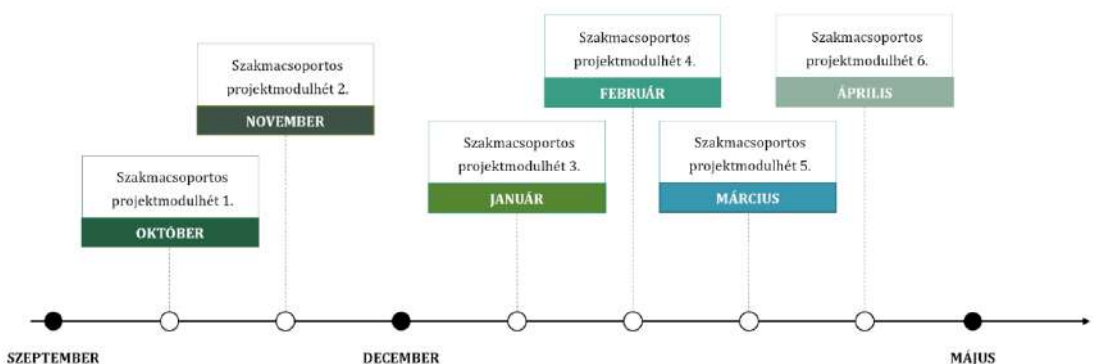 Szakmacsoportos
projektmodulhét 1.
OKTÓBER
Szakmacsoportos
projektmodulhét 2.
NOVEMBER
Szakmacsoportos
projektmodulhét 3.
JANUÁR
Szakmacsoportos
projektmodulhét 4.
FEBRUÁR
Szakmacsoportos
projektmodulhét 5.
MÁRCIUS
Szakmacsoportos
projektmodulhét 6.
ÁPRILIS
SZEPTEMBER
DECEMBER
MÁJUS